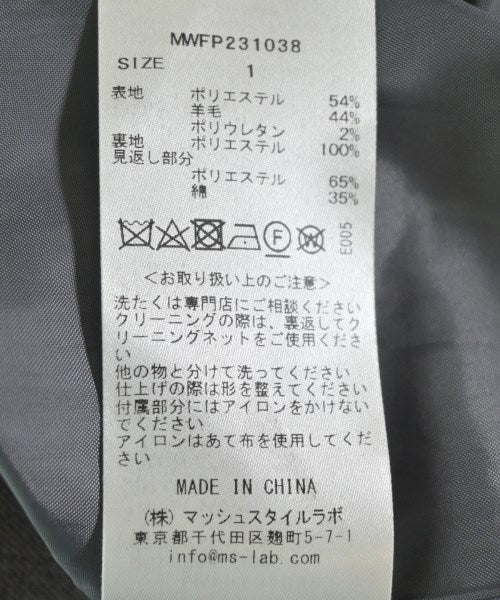 MWFP231038
SIZE 1
表地 ポリエステル 54%
羊毛 44%
ポリウレタン 2%
裏地 ポリエステル 100%
見返し部分
ポリエステル 65%
綿 35%
F W E005
<お取り扱い上のご注意>
洗たくは専門店にご相談ください
クリーニングの際は、裏返してク
リーニングネットをご使用くださ
い
他の物と分けて洗ってください
仕上げの際は形を整えてください
付属部分にはアイロンをかけない
でください
アイロンはあて布を使用してくだ
さい
MADE IN CHINA
(株) マッシュスタイルラボ
東京都千代田区麹町5-7-1
info@ms-lab.com